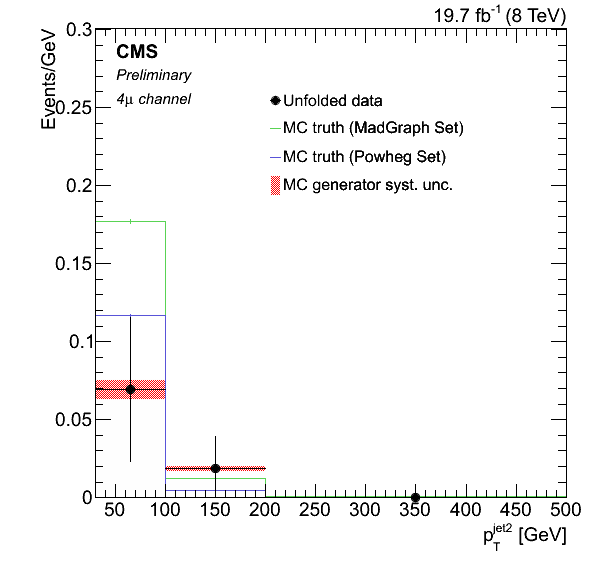 19.7 fb⁻¹ (8 TeV)
Events/GeV
CMS
Preliminary
4μ channel
Unfolded data
MC truth (MadGraph Set)
MC truth (Powheg Set)
MC generator syst. unc.
0.3
0.25
0.2
0.15
0.1
0.05
0
50 100 150 200 250 300 350 400 450 500
p_T^jet2 [GeV]